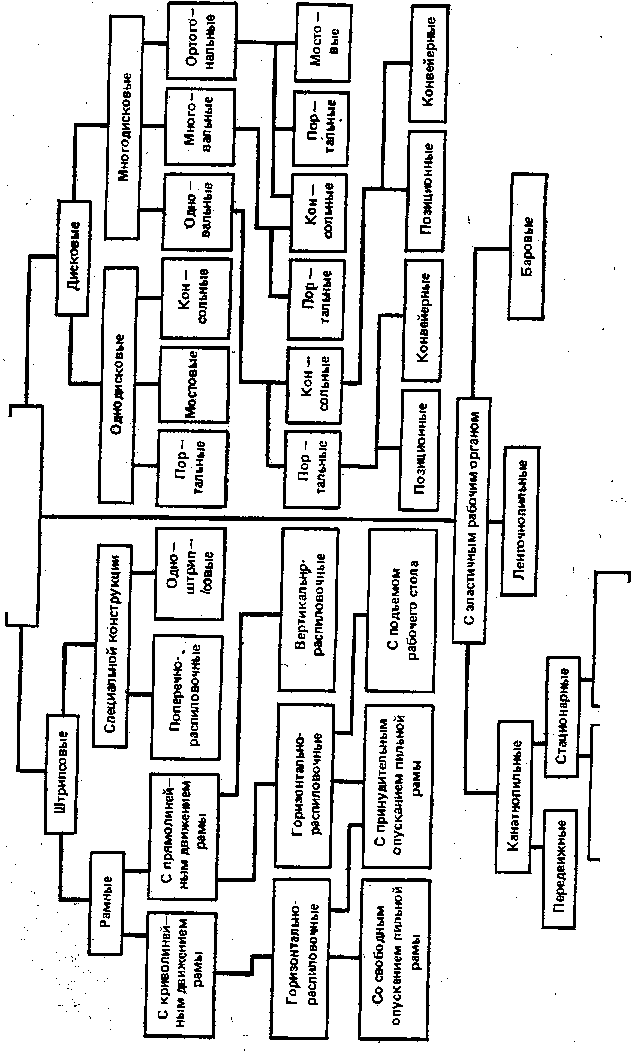 Штрипсовые
Дисковые
Рамные
Специальной конструкции
Однодисковые
Многодисковые
С криволиней—
ным движением
рамы
С прямолиней—
ным движением
рамы
Поперечно-
распиловочные
Одно—
штрип—
совые
Пор—
тальные
Мостовые
Кон—
сольные
Одно—
вальные
Много—
вальные
Ортого—
нальные
Горизонтально-
распиловочные
Горизонтально-
распиловочные
Вертикально-
распиловочные
Пор—
тальные
Кон—
сольные
Пор—
тальные
Кон—
сольные
Пор—
тальные
Мосто—
вые
Со свободным
опусканием пильной
рамы
С принудительным
опусканием пильной
рамы
С подъемом
рабочего стола
Позиционные
Конвейерные
Позиционные
Конвейерные
С эластичным рабочим органом
Канатнопильные
Ленточнопильные
Баровые
Передвижные
Стационарные